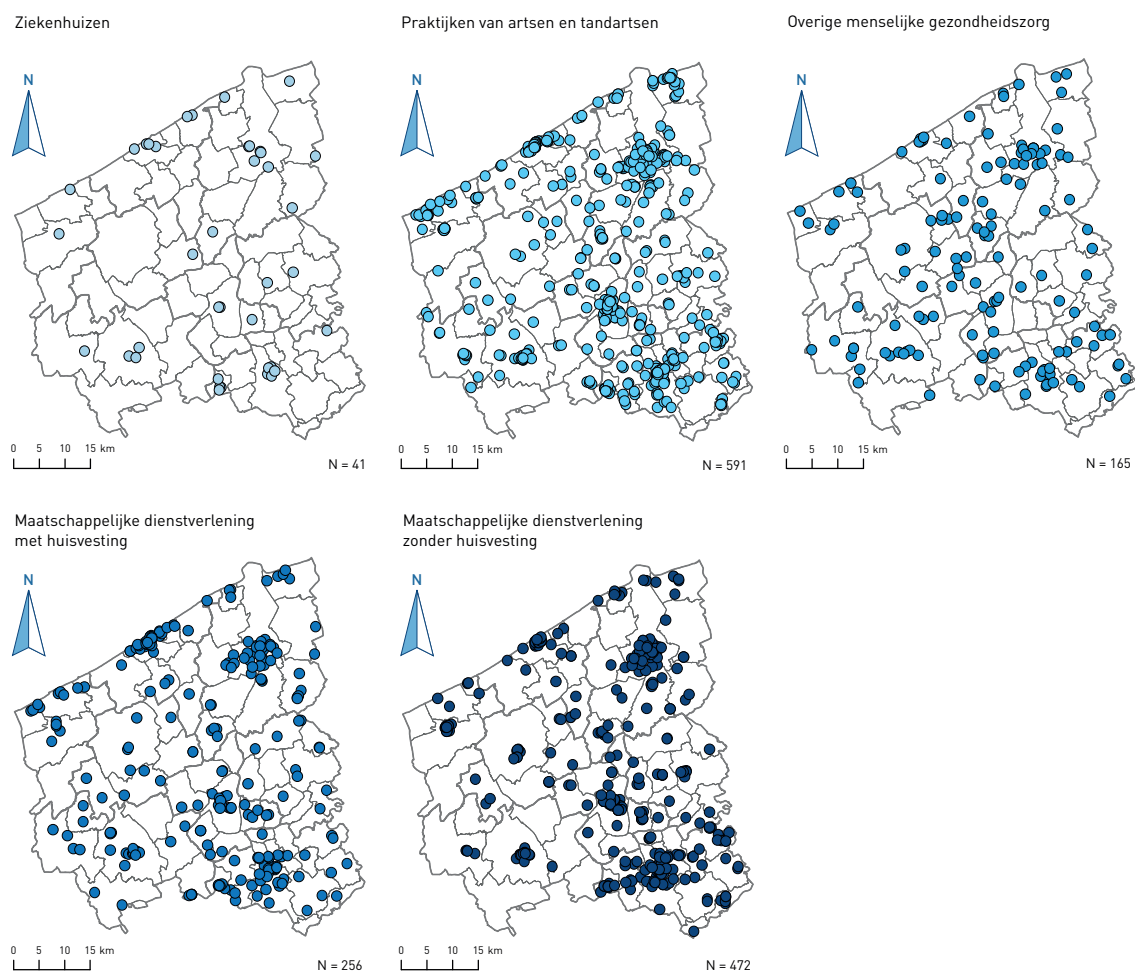 Ziekenhuizen
N
0 5 10 15 km
N = 41
Praktijken van artsen en tandartsen
N
0 5 10 15 km
N = 591
Overige menselijke gezondheidszorg
N
0 5 10 15 km
N = 165
Maatschappelijke dienstverlening
met huisvesting
N
0 5 10 15 km
N = 256
Maatschappelijke dienstverlening
zonder huisvesting
N
0 5 10 15 km
N = 472